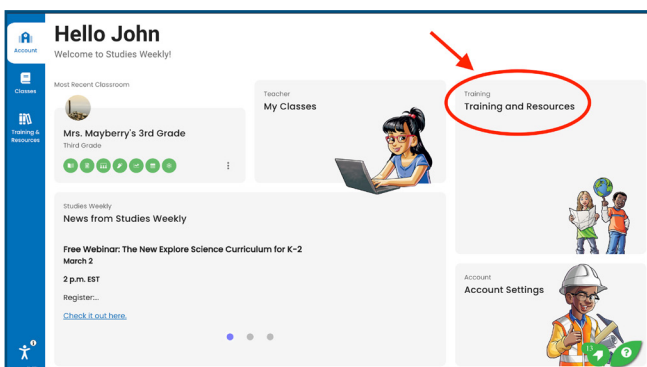 Hello John
Welcome to Studies Weekly!
Account
Classes
Training &
Resources
Most Recent Classroom
Mrs. Mayberry's 3rd Grade
Third Grade
Teacher
My Classes
Training
Training and Resources
Studies Weekly
News from Studies Weekly
Free Webinar: The New Explore Science Curriculum for K-2
March 2
2 p.m. EST
Register:...
Check it out here.
Account
Account Settings
0
13
?